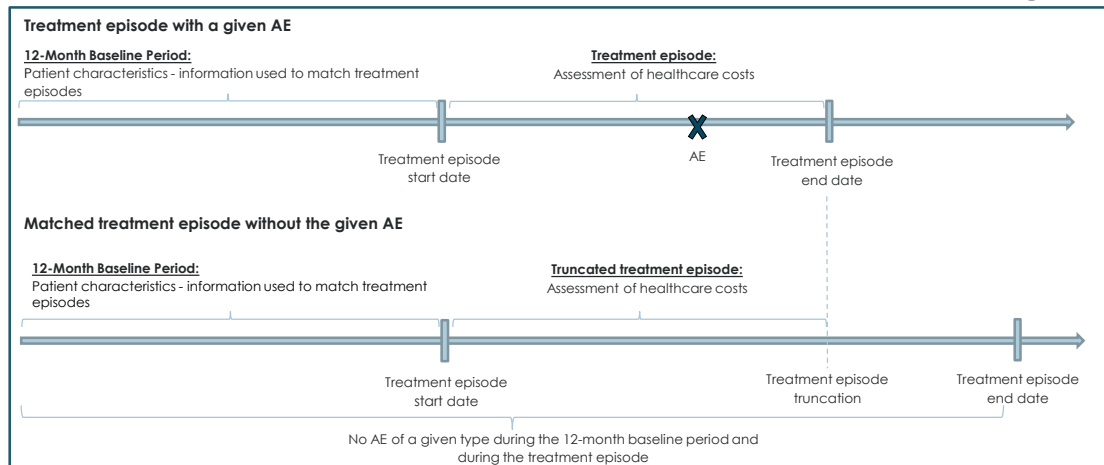 Treatment episode with a given AE
12-Month Baseline Period:
Patient characteristics - information used to match treatment
episodes
Treatment episode:
Assessment of healthcare costs
Treatment episode
start date
AE
Treatment episode
end date
Matched treatment episode without the given AE
12-Month Baseline Period:
Patient characteristics - information used to match treatment
episodes
Truncated treatment episode:
Assessment of healthcare costs
Treatment episode
start date
Treatment episode
truncation
Treatment episode
end date
No AE of a given type during the 12-month baseline period and
during the treatment episode